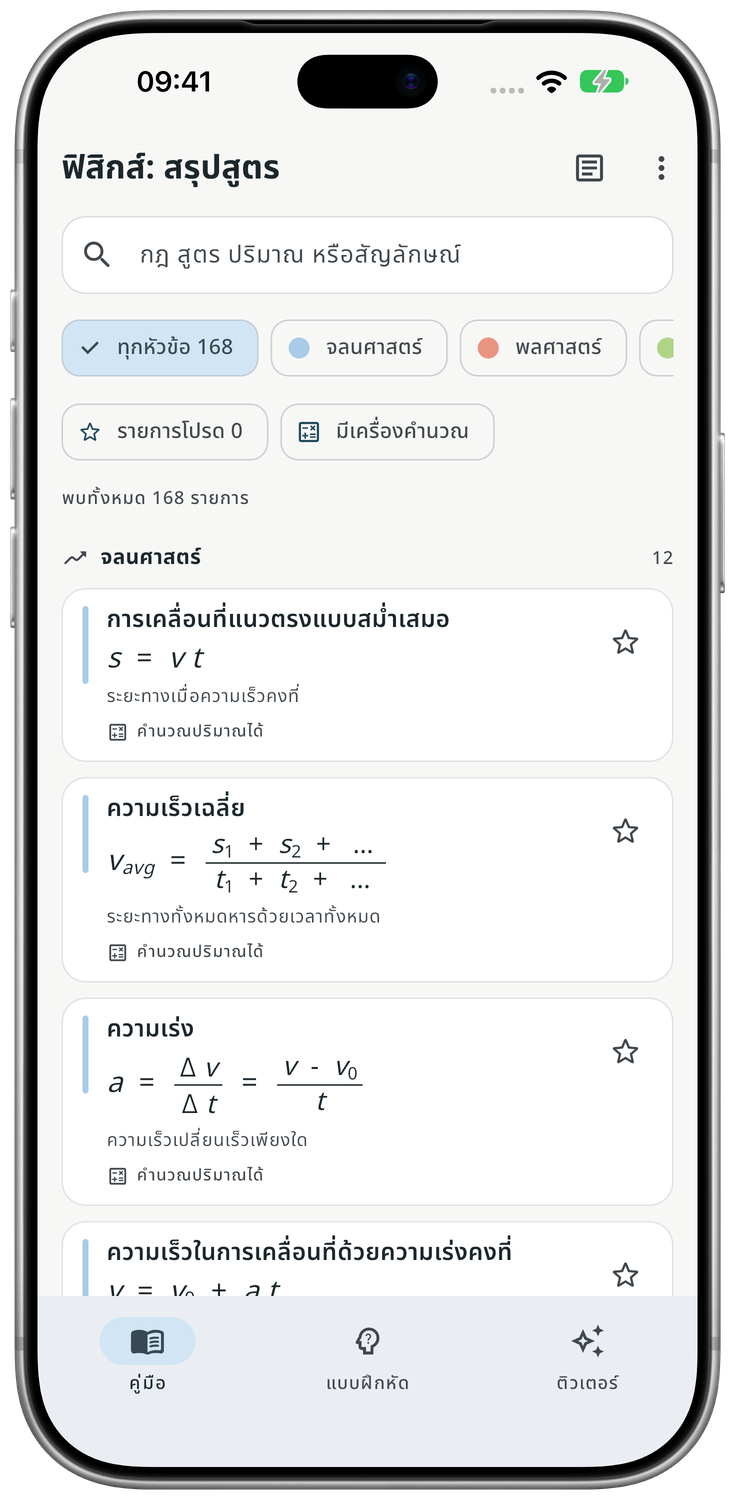 09:41
ฟิสิกส์: สรุปสูตร
กฎ สูตร ปริมาณ หรือสัญลักษณ์
ทุกหัวข้อ 168
จลนศาสตร์
พลศาสตร์
รายการโปรด 0
มีเครื่องคำนวณ
พบทั้งหมด 168 รายการ
จลนศาสตร์ 12
การเคลื่อนที่แนวตรงแบบสม่ำเสมอ
s = v t
ระยะทางเมื่อความเร็วคงที่
คำนวณปริมาณได้
ความเร็วเฉลี่ย
v_avg = (s₁ + s₂ + ...) / (t₁ + t₂ + ...)
ระยะทางทั้งหมดหารด้วยเวลาทั้งหมด
คำนวณปริมาณได้
ความเร่ง
a = Δ v / Δ t = (v - v₀) / t
ความเร็วเปลี่ยนเร็วเพียงใด
คำนวณปริมาณได้
ความเร็วในการเคลื่อนที่ด้วยความเร่งคงที่
v = v₀ + a t
คู่มือ
แบบฝึกหัด
ติวเตอร์